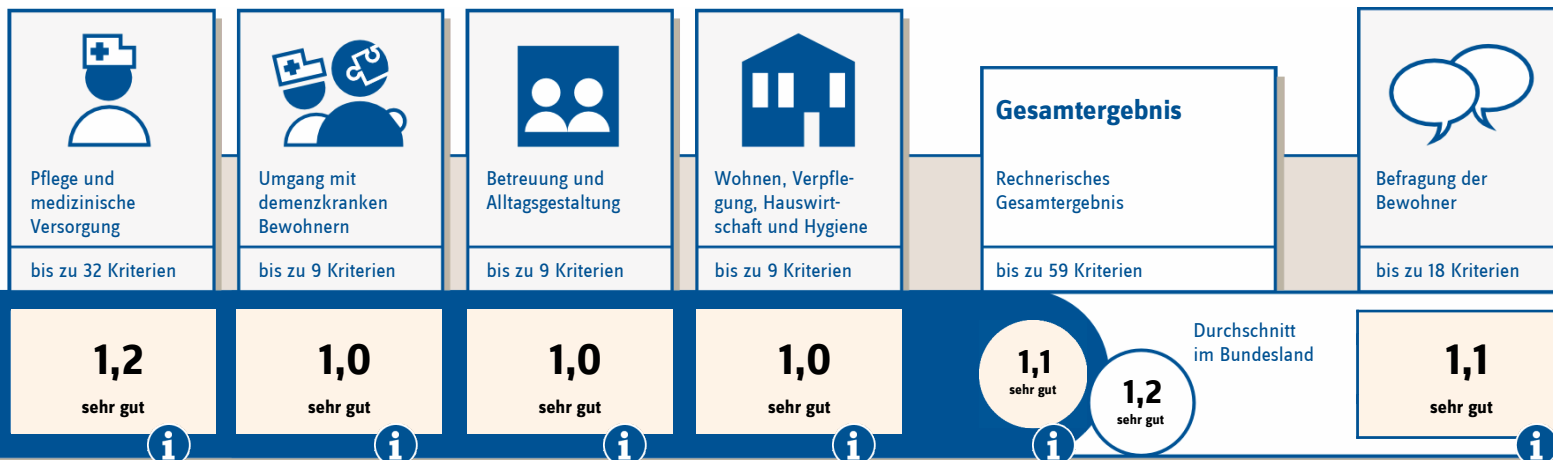 Pflege und
medizinische
Versorgung
bis zu 32 Kriterien
1,2
sehr gut
Umgang mit
demenzkranken
Bewohnern
bis zu 9 Kriterien
1,0
sehr gut
Betreuung und
Alltagsgestaltung
bis zu 9 Kriterien
1,0
sehr gut
Wohnen, Verpfle-
gung, Hauswirt-
schaft und Hygiene
bis zu 9 Kriterien
1,0
sehr gut
Gesamtergebnis
Rechnerisches
Gesamtergebnis
bis zu 59 Kriterien
1,1
sehr gut
1,2
sehr gut
Durchschnitt
im Bundesland
Befragung der
Bewohner
bis zu 18 Kriterien
1,1
sehr gut